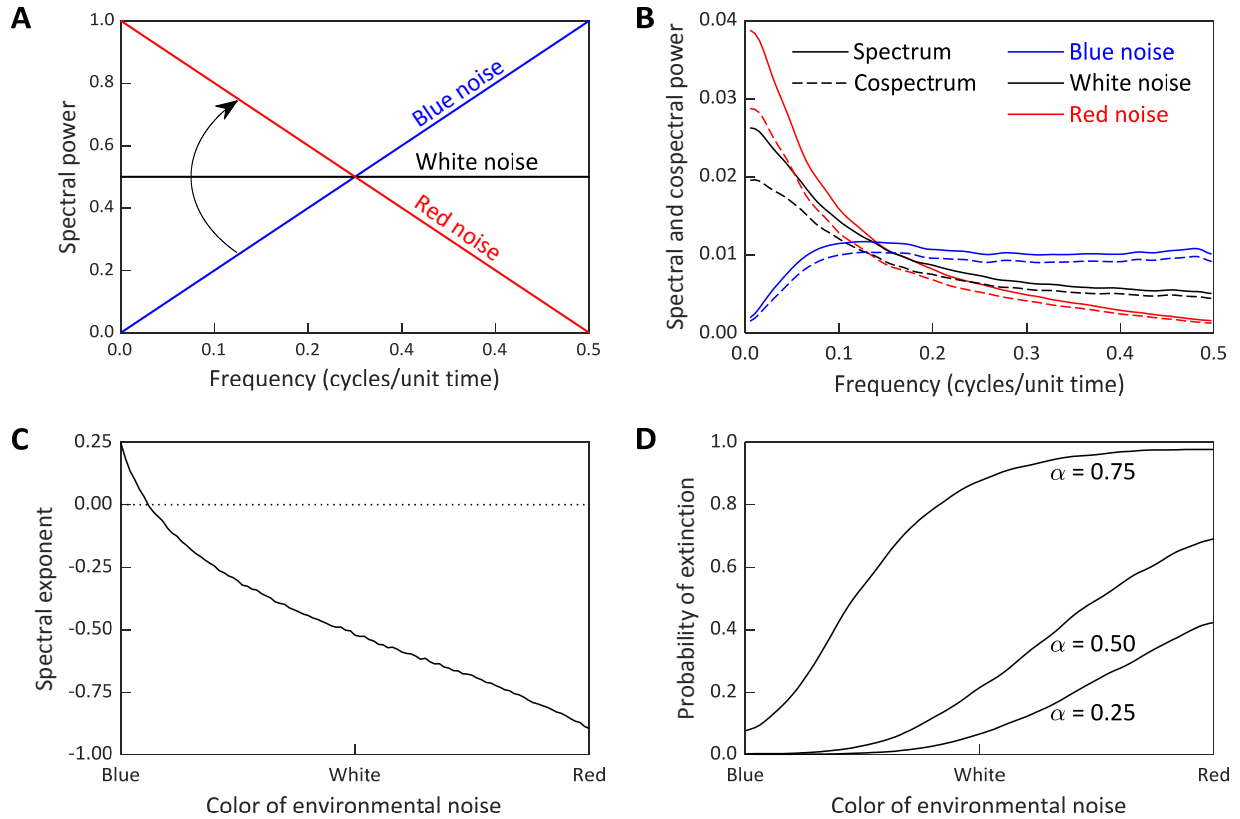 A
1.0
0.8
0.6
0.4
0.2
0.0
Spectral power
Blue noise
White noise
Red noise
0.0 0.1 0.2 0.4 0.4 0.5
Frequency (cycles/unit time)
B
0.04
0.03
0.02
0.01
0.00
Spectral and cospectral power
Spectrum
Cospectrum
Blue noise
White noise
Red noise
0.0 0.1 0.2 0.3 0.4 0.5
Frequency (cycles/unit time)
C
0.25
0.00
-0.25
-0.50
-0.75
-1.00
Spectral exponent
Blue White Red
Color of environmental noise
D
1.0
0.8
0.6
0.4
0.2
0.0
Probability of extinction
α = 0.75
α = 0.50
α = 0.25
Blue White Red
Color of environmental noise